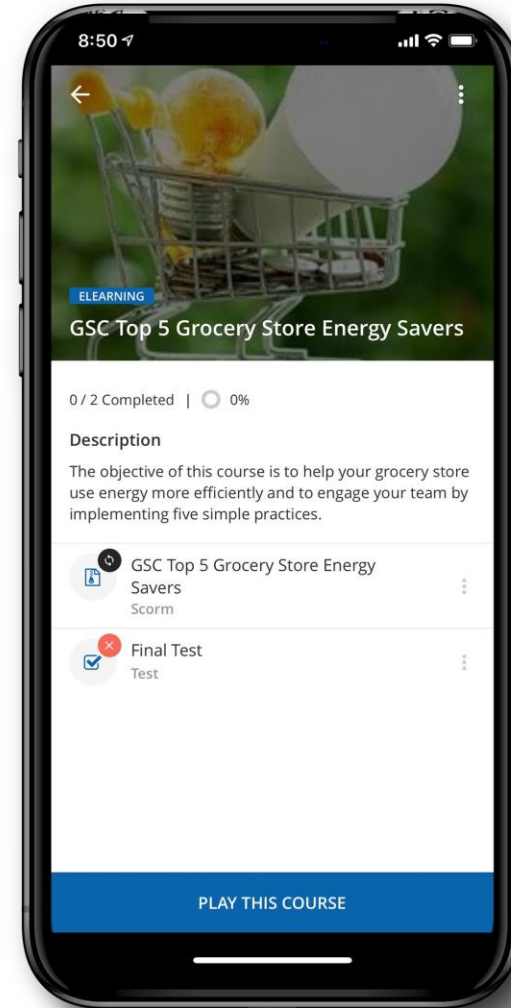 8:50
ELEARNING
GSC Top 5 Grocery Store Energy Savers
0 / 2 Completed | 0%
Description
The objective of this course is to help your grocery store
use energy more efficiently and to engage your team by
implementing five simple practices.
GSC Top 5 Grocery Store Energy
Savers
Scorm
Final Test
Test
PLAY THIS COURSE